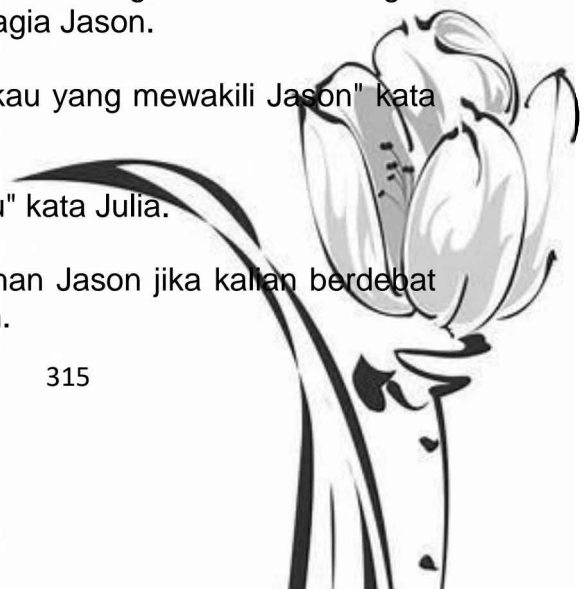 agia Jason.
kau yang mewakili Jason" kata
u" kata Julia.
nan Jason jika kalian berdebat
315